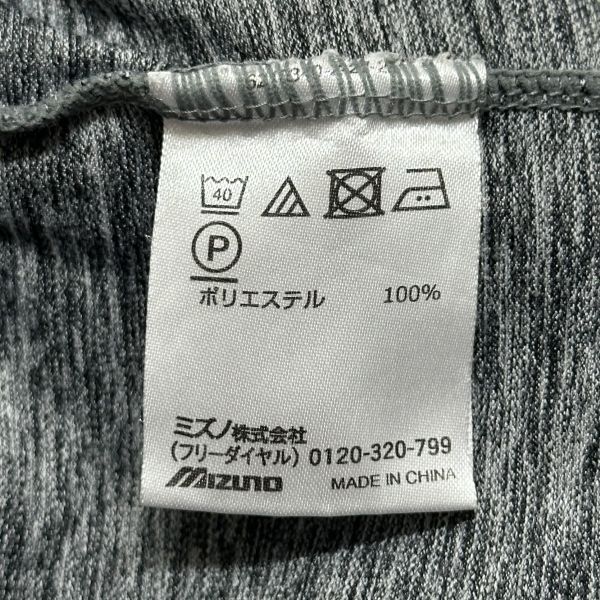 40
P
ポリエステル 100%
ミズノ株式会社
(フリーダイヤル) 0120-320-799
MIZUNO MADE IN CHINA